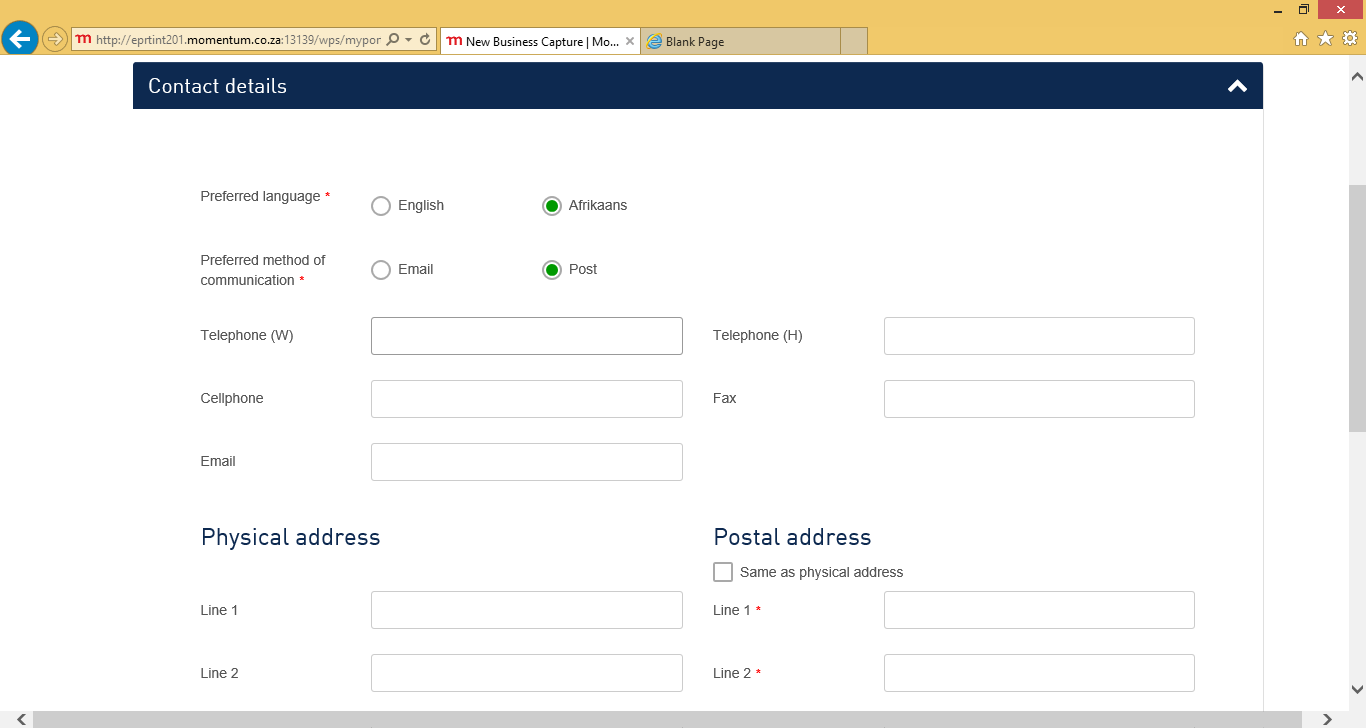 http://eprtint201.momentum.co.za:13139/wps/mypor
m New Business Capture | Mo...
Blank Page
Contact details
Preferred language *
English
Afrikaans
Preferred method of
communication *
Email
Post
Telephone (W)
Telephone (H)
Cellphone
Fax
Email
Physical address
Postal address
Same as physical address
Line 1
Line 1 *
Line 2
Line 2 *